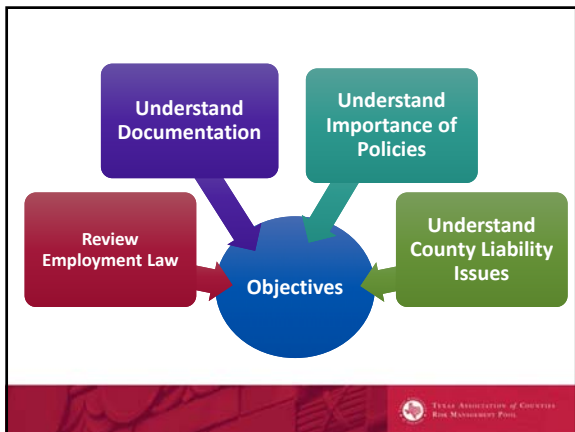 Understand
Documentation
Understand
Importance of
Policies
Review
Employment Law
Understand
County Liability
Issues
Objectives
TEXAS ASSOCIATION of COUNTIES
RISK MANAGEMENT POOL